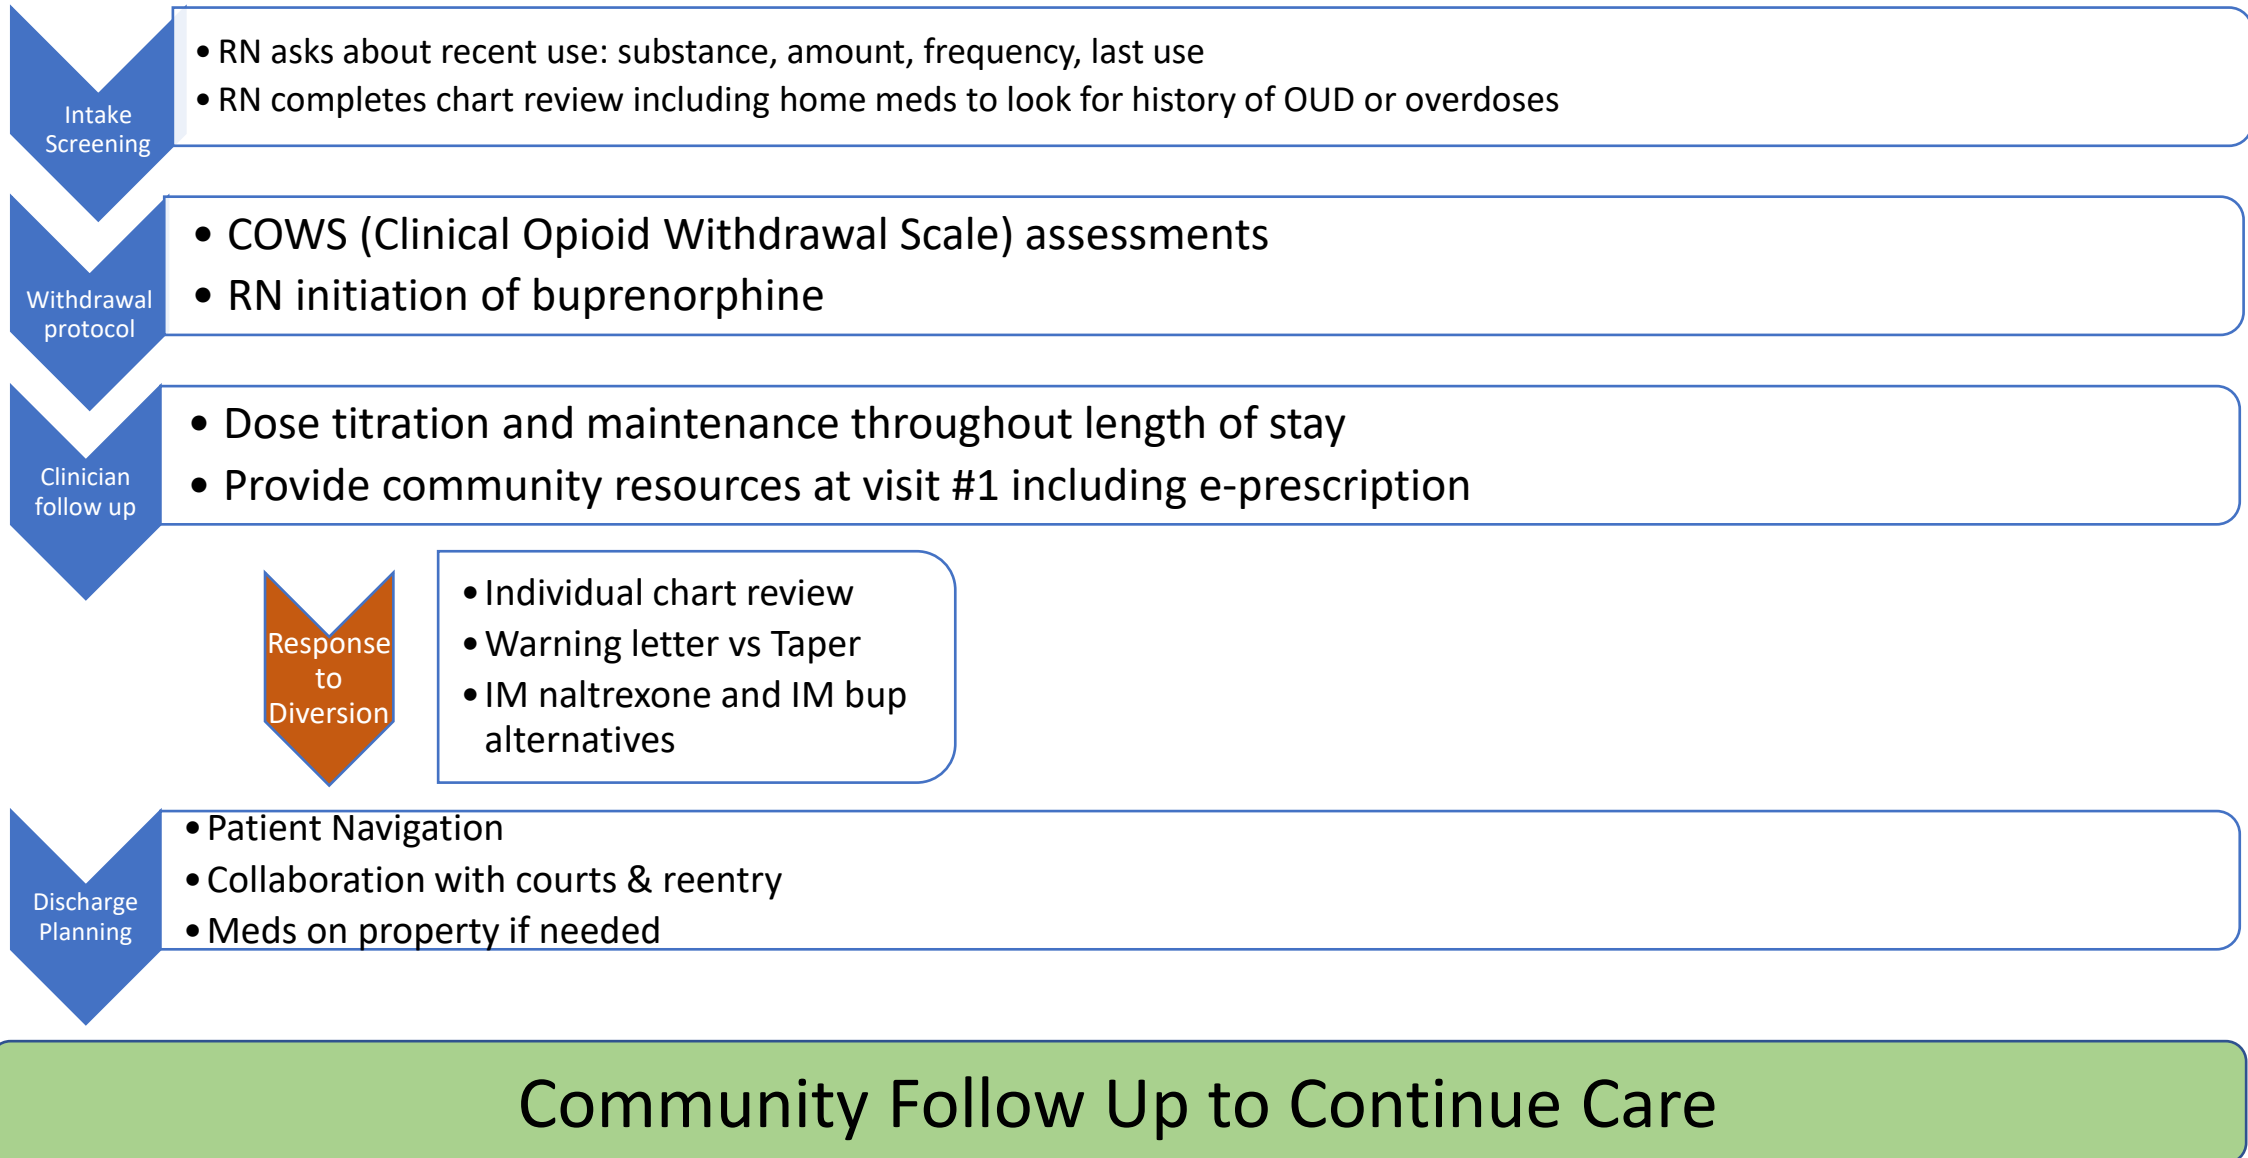 Intake
Screening
• RN asks about recent use: substance, amount, frequency, last use
• RN completes chart review including home meds to look for history of OUD or overdoses
Withdrawal
protocol
• COWS (Clinical Opioid Withdrawal Scale) assessments
• RN initiation of buprenorphine
Clinician
follow up
• Dose titration and maintenance throughout length of stay
• Provide community resources at visit #1 including e-prescription
Response
to
Diversion
• Individual chart review
• Warning letter vs Taper
• IM naltrexone and IM bup
alternatives
Discharge
Planning
• Patient Navigation
• Collaboration with courts & reentry
• Meds on property if needed
Community Follow Up to Continue Care